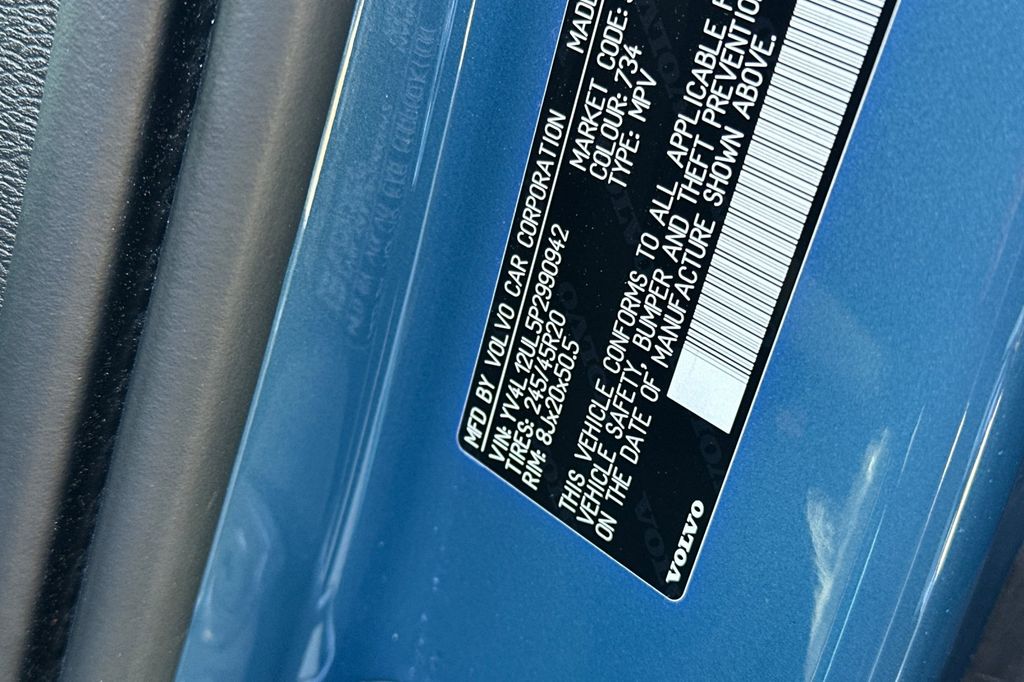 MFD BY VOLVO CAR CORPORATION MADE
VIN: YV4L12UL5P2990942
TIRES: 245/45R20
RIM: 8Jx20x50.5
MARKET CODE:
COLOUR: 734
TYPE: MPV
THIS VEHICLE CONFORMS TO ALL APPLICABLE F
VEHICLE SAFETY, BUMPER AND THEFT PREVENTIO
ON THE DATE OF MANUFACTURE SHOWN ABOVE.
VOLVO